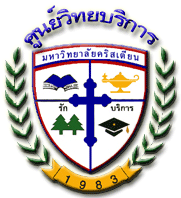 ศูนย์วิทยบริการ
มหาวิทยาลัยคริสเตียน
รัก บริการ
1983